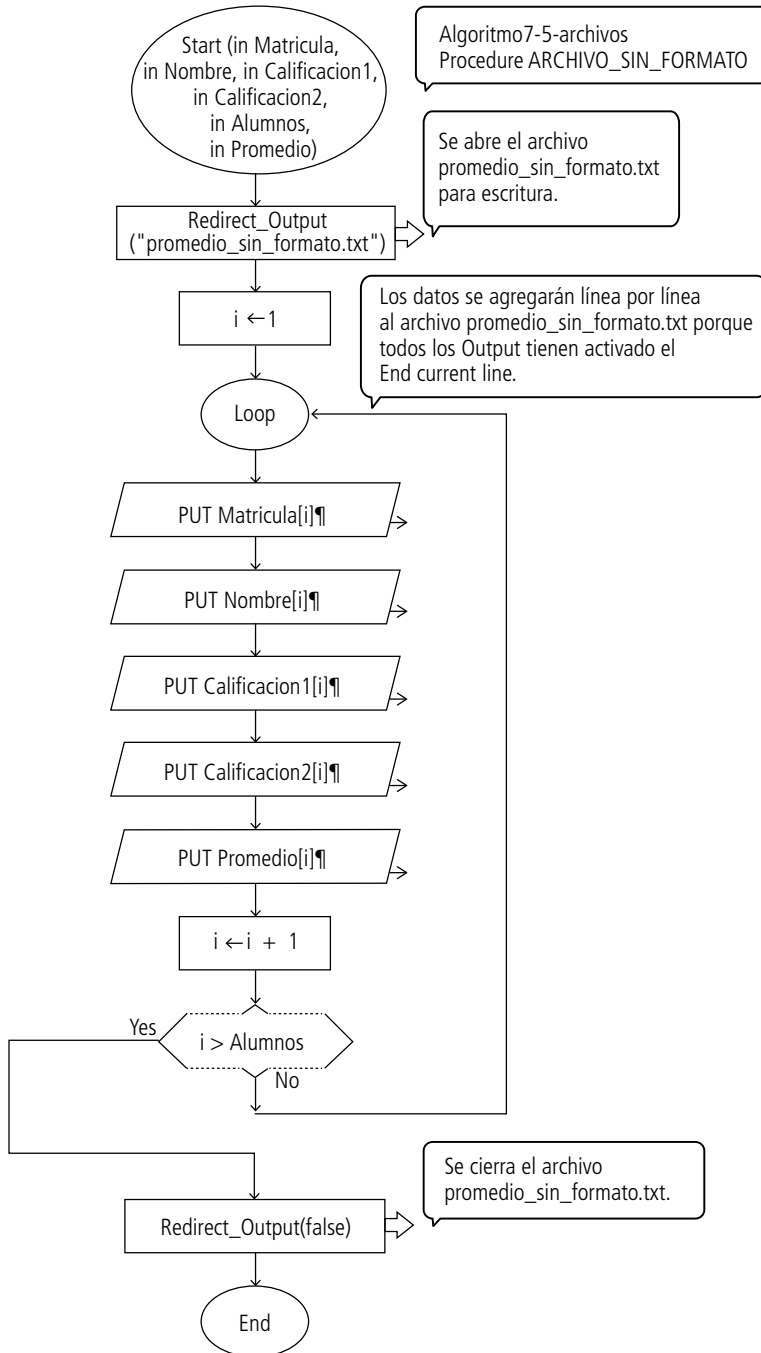 Start (in Matricula,
in Nombre, in Calificacion1,
in Calificacion2,
in Alumnos,
in Promedio)
Algoritmo7-5-archivos
Procedure ARCHIVO_SIN_FORMATO
Se abre el archivo
promedio_sin_formato.txt
para escritura.
Redirect_Output
("promedio_sin_formato.txt")
i ←1
Los datos se agregarán línea por línea
al archivo promedio_sin_formato.txt porque
todos los Output tienen activado el
End current line.
Loop
PUT Matricula[i]¶
PUT Nombre[i]¶
PUT Calificacion1[i]¶
PUT Calificacion2[i]¶
PUT Promedio[i]¶
i ←i + 1
Yes
i > Alumnos
No
Se cierra el archivo
promedio_sin_formato.txt.
Redirect_Output(false)
End